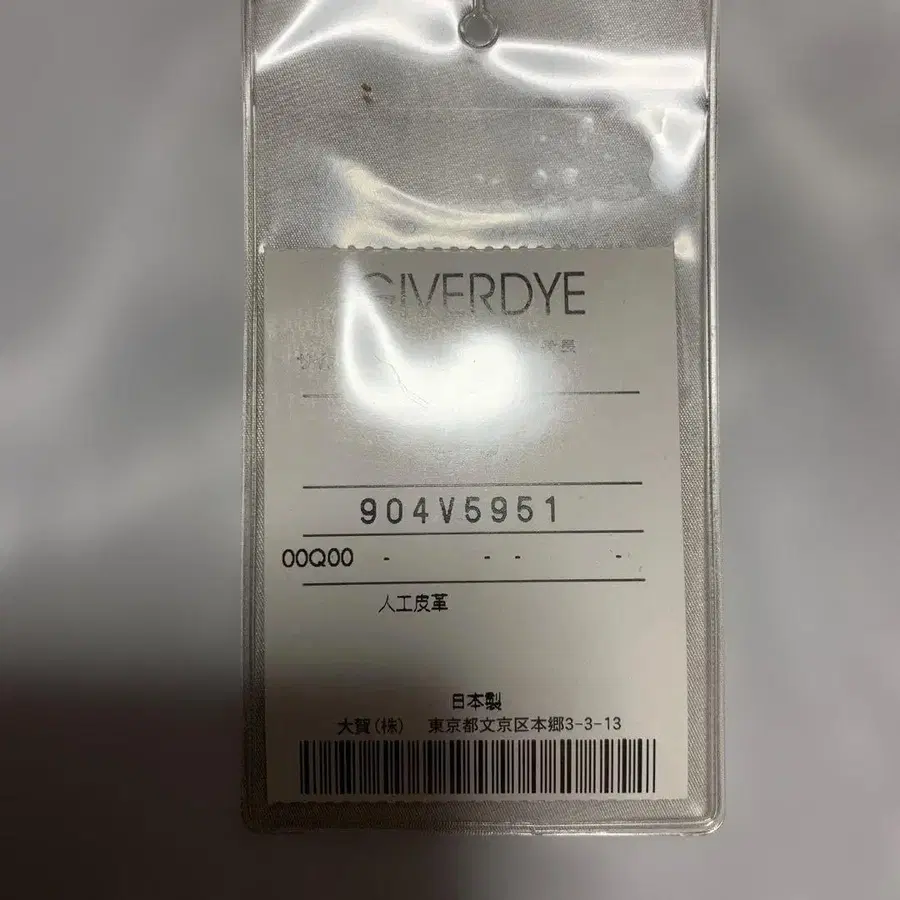 GIVERDYE
904V5951
00Q00 - - - -
人工皮革
日本製
大賀(株) 東京都文京区本郷3-3-13